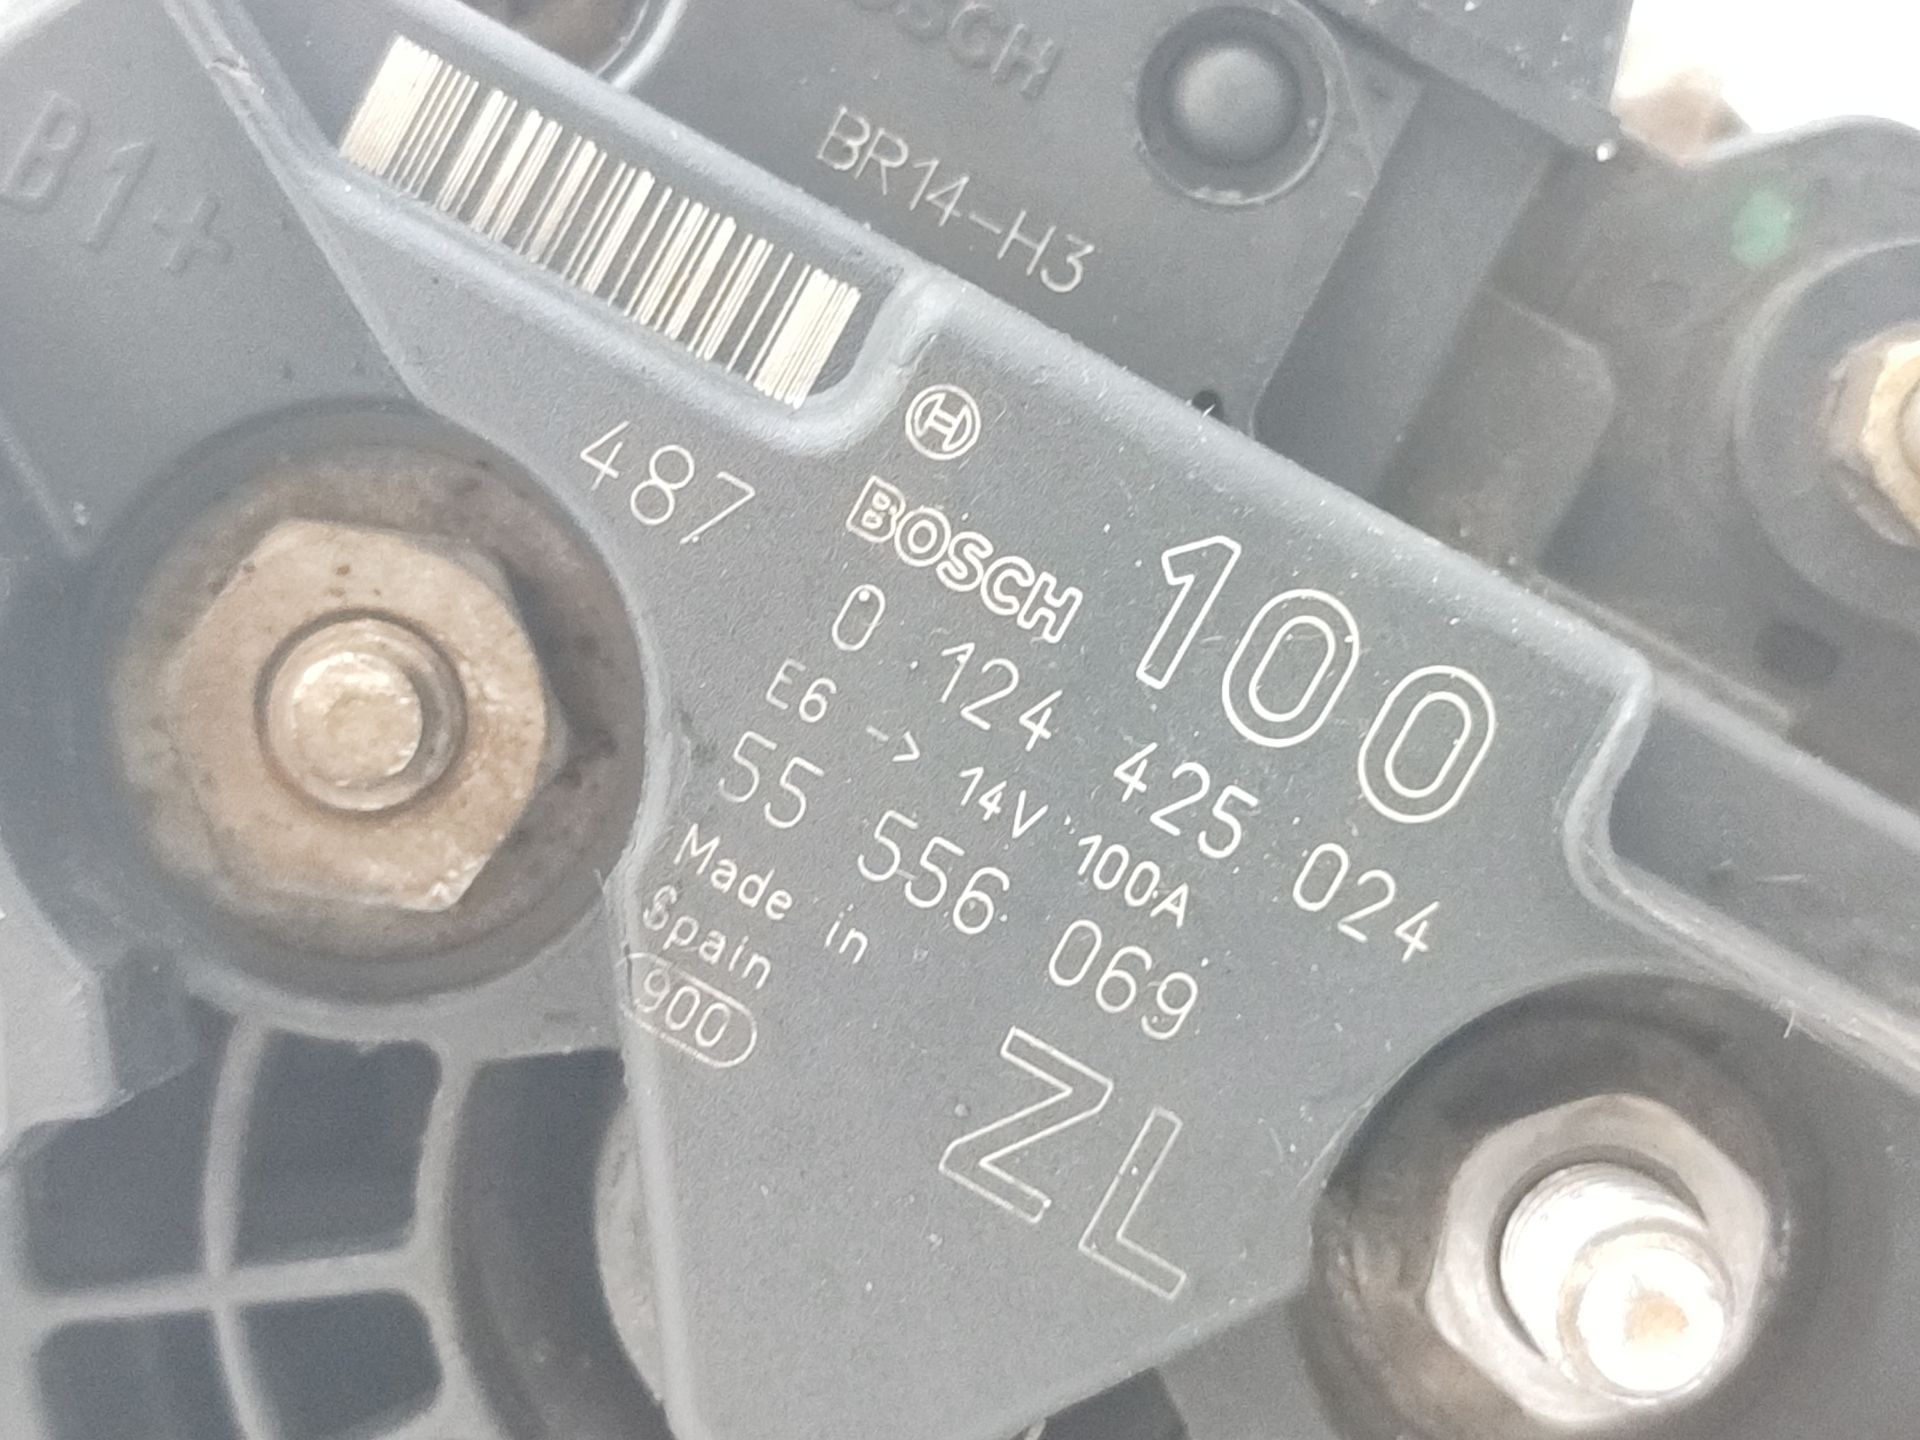 BOSCH
BR14-H3
B1+
487
BOSCH
100
0 124 425 024
E6 -> 14V 100A
55 556 069
Made in
Spain
900
ZL